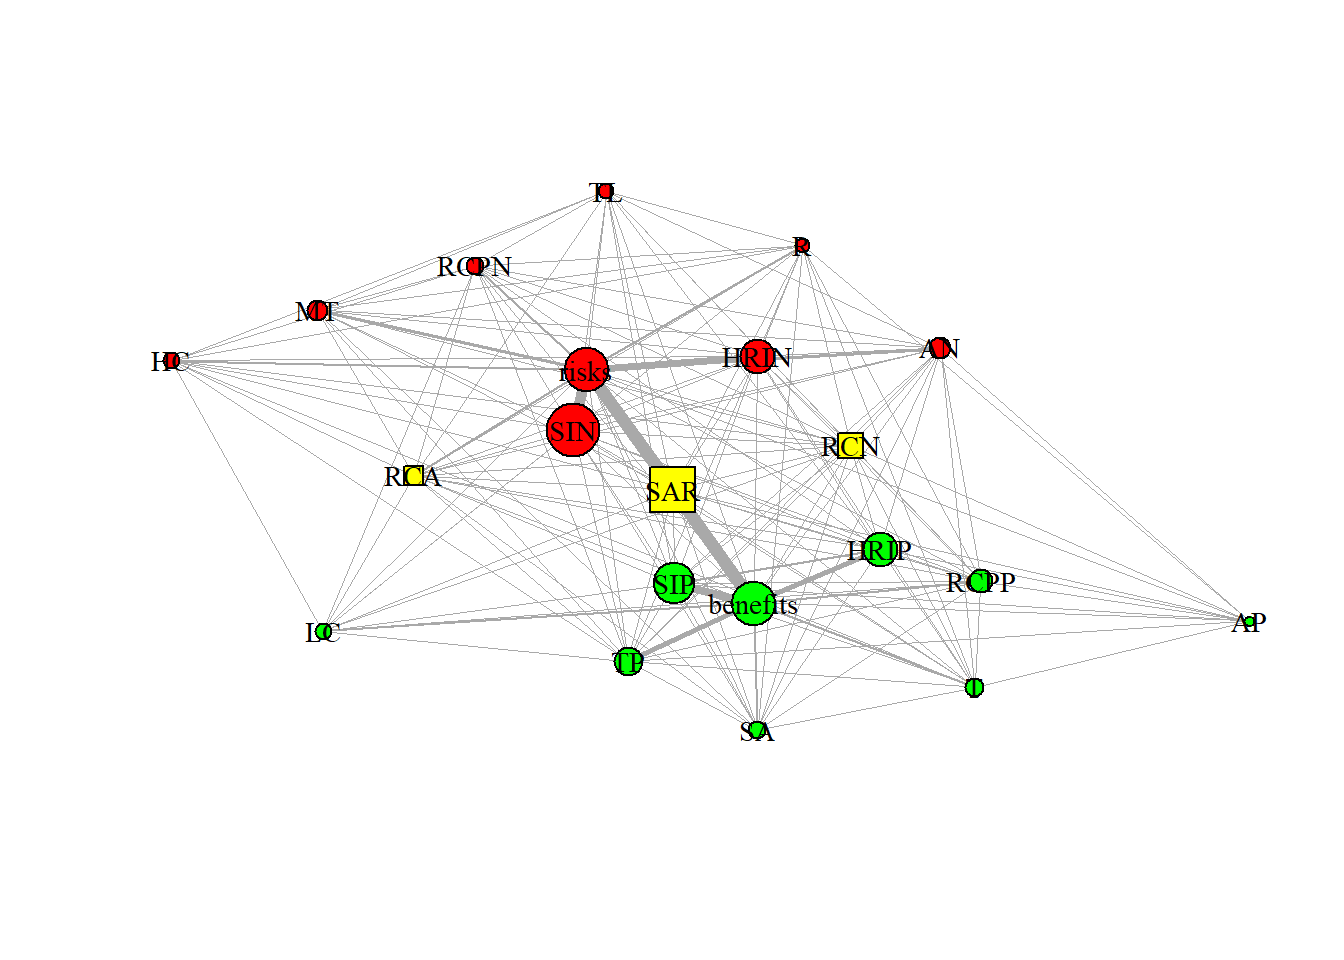 TL
R
RCPN
MT
HC
risks
HRIN
AN
SIN
RCN
RCA
SAR
HRIP
SIP
RCPP
benefits
AP
LC
TP
T
SA